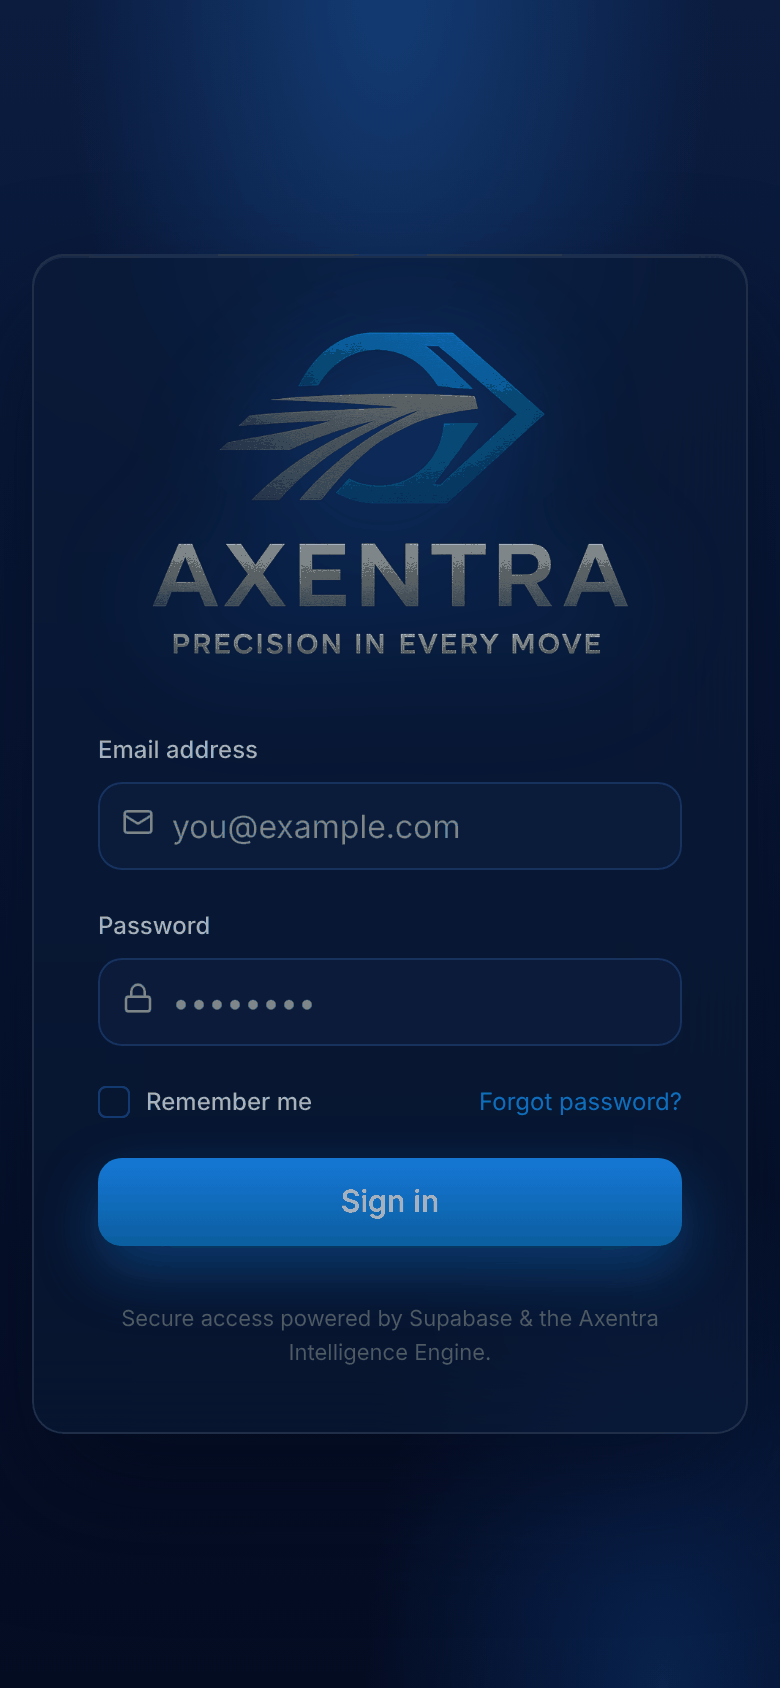 AXENTRA
PRECISION IN EVERY MOVE
Email address
you@example.com
Password
••••••••
Remember me
Forgot password?
Sign in
Secure access powered by Supabase & the Axentra
Intelligence Engine.